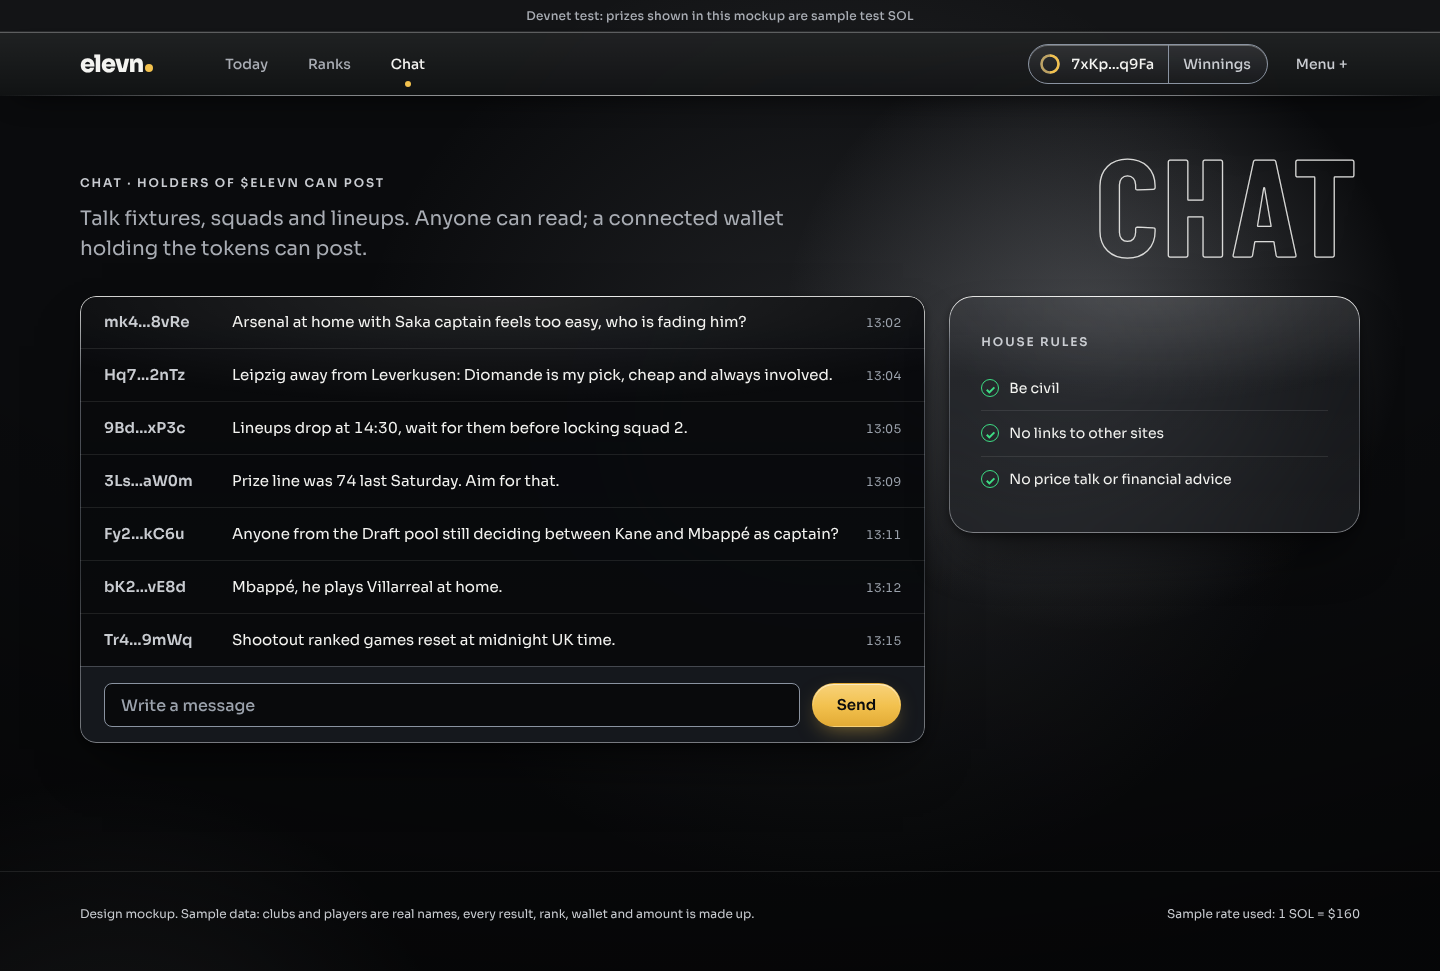 Devnet test: prizes shown in this mockup are sample test SOL
elevn.
Today
Ranks
Chat
7xKp...q9Fa
Winnings
Menu +
CHAT · HOLDERS OF $ELEVN CAN POST
Talk fixtures, squads and lineups. Anyone can read; a connected wallet
holding the tokens can post.
CHAT
mk4...8vRe Arsenal at home with Saka captain feels too easy, who is fading him? 13:02
Hq7...2nTz Leipzig away from Leverkusen: Diomande is my pick, cheap and always involved. 13:04
9Bd...xP3c Lineups drop at 14:30, wait for them before locking squad 2. 13:05
3Ls...aW0m Prize line was 74 last Saturday. Aim for that. 13:09
Fy2...kC6u Anyone from the Draft pool still deciding between Kane and Mbappé as captain? 13:11
bK2...vE8d Mbappé, he plays Villarreal at home. 13:12
Tr4...9mWq Shootout ranked games reset at midnight UK time. 13:15
Write a message
Send
HOUSE RULES
Be civil
No links to other sites
No price talk or financial advice
Design mockup. Sample data: clubs and players are real names, every result, rank, wallet and amount is made up.
Sample rate used: 1 SOL = $160